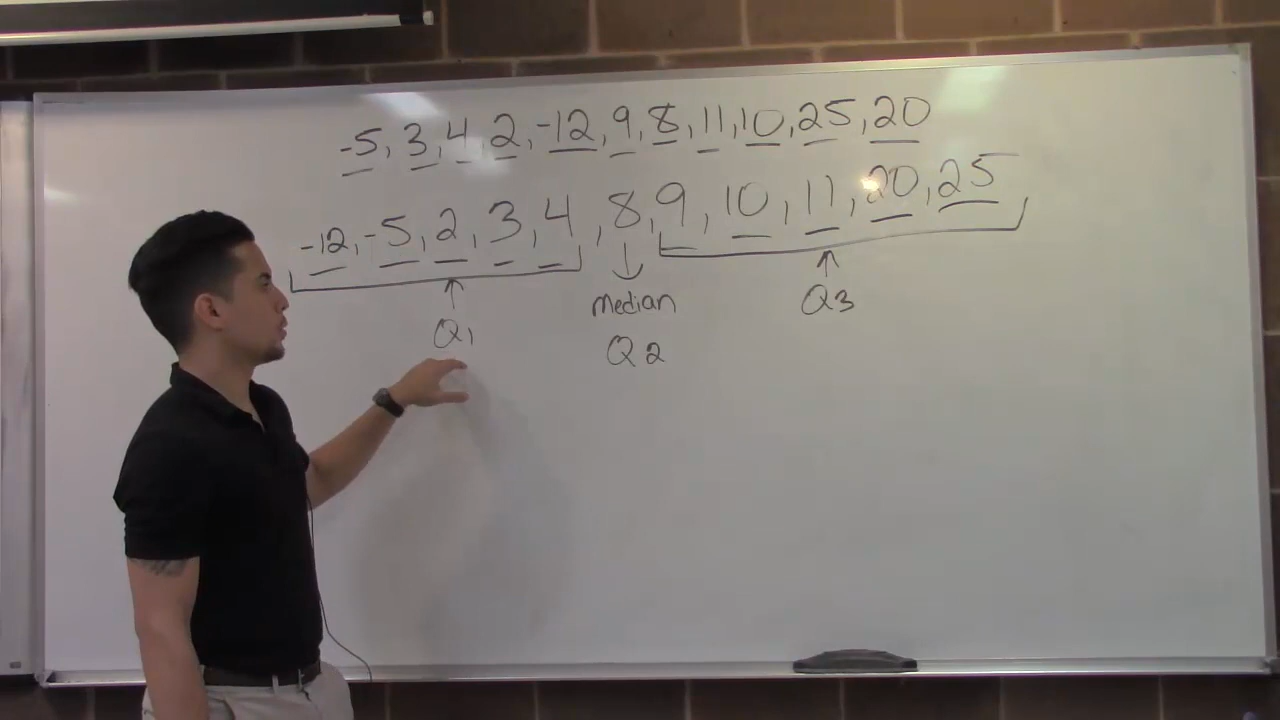 -5, 3, 4, 2, -12, 9, 8, 11, 10, 25, 20
-12, -5, 2, 3, 4, 8, 9, 10, 11, 20, 25
Q1
Median
Q2
Q3